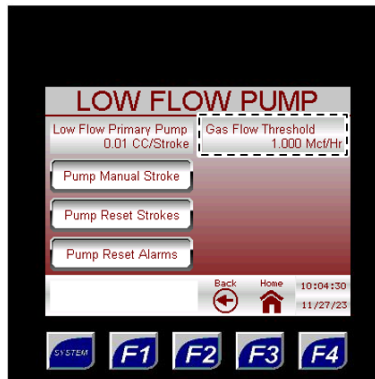 LOW FLOW PUMP
Low Flow Primary Pump
0.01 CC/Stroke
Gas Flow Threshold
1.000 Mcf/Hr
Pump Manual Stroke
Pump Reset Strokes
Pump Reset Alarms
Back
Home
10:04:30
11/27/23
SYSTEM
F1
F2
F3
F4